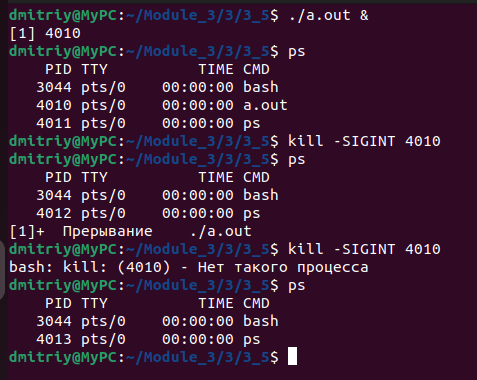 dmitriy@MyPC:~/Module_3/3/3_5$ ./a.out &
[1] 4010
dmitriy@MyPC:~/Module_3/3/3_5$ ps
    PID TTY          TIME CMD
   3044 pts/0    00:00:00 bash
   4010 pts/0    00:00:00 a.out
   4011 pts/0    00:00:00 ps
dmitriy@MyPC:~/Module_3/3/3_5$ kill -SIGINT 4010
dmitriy@MyPC:~/Module_3/3/3_5$ ps
    PID TTY          TIME CMD
   3044 pts/0    00:00:00 bash
   4012 pts/0    00:00:00 ps
[1]+  Прерывание    ./a.out
dmitriy@MyPC:~/Module_3/3/3_5$ kill -SIGINT 4010
bash: kill: (4010) - Нет такого процесса
dmitriy@MyPC:~/Module_3/3/3_5$ ps
    PID TTY          TIME CMD
   3044 pts/0    00:00:00 bash
   4013 pts/0    00:00:00 ps
dmitriy@MyPC:~/Module_3/3/3_5$